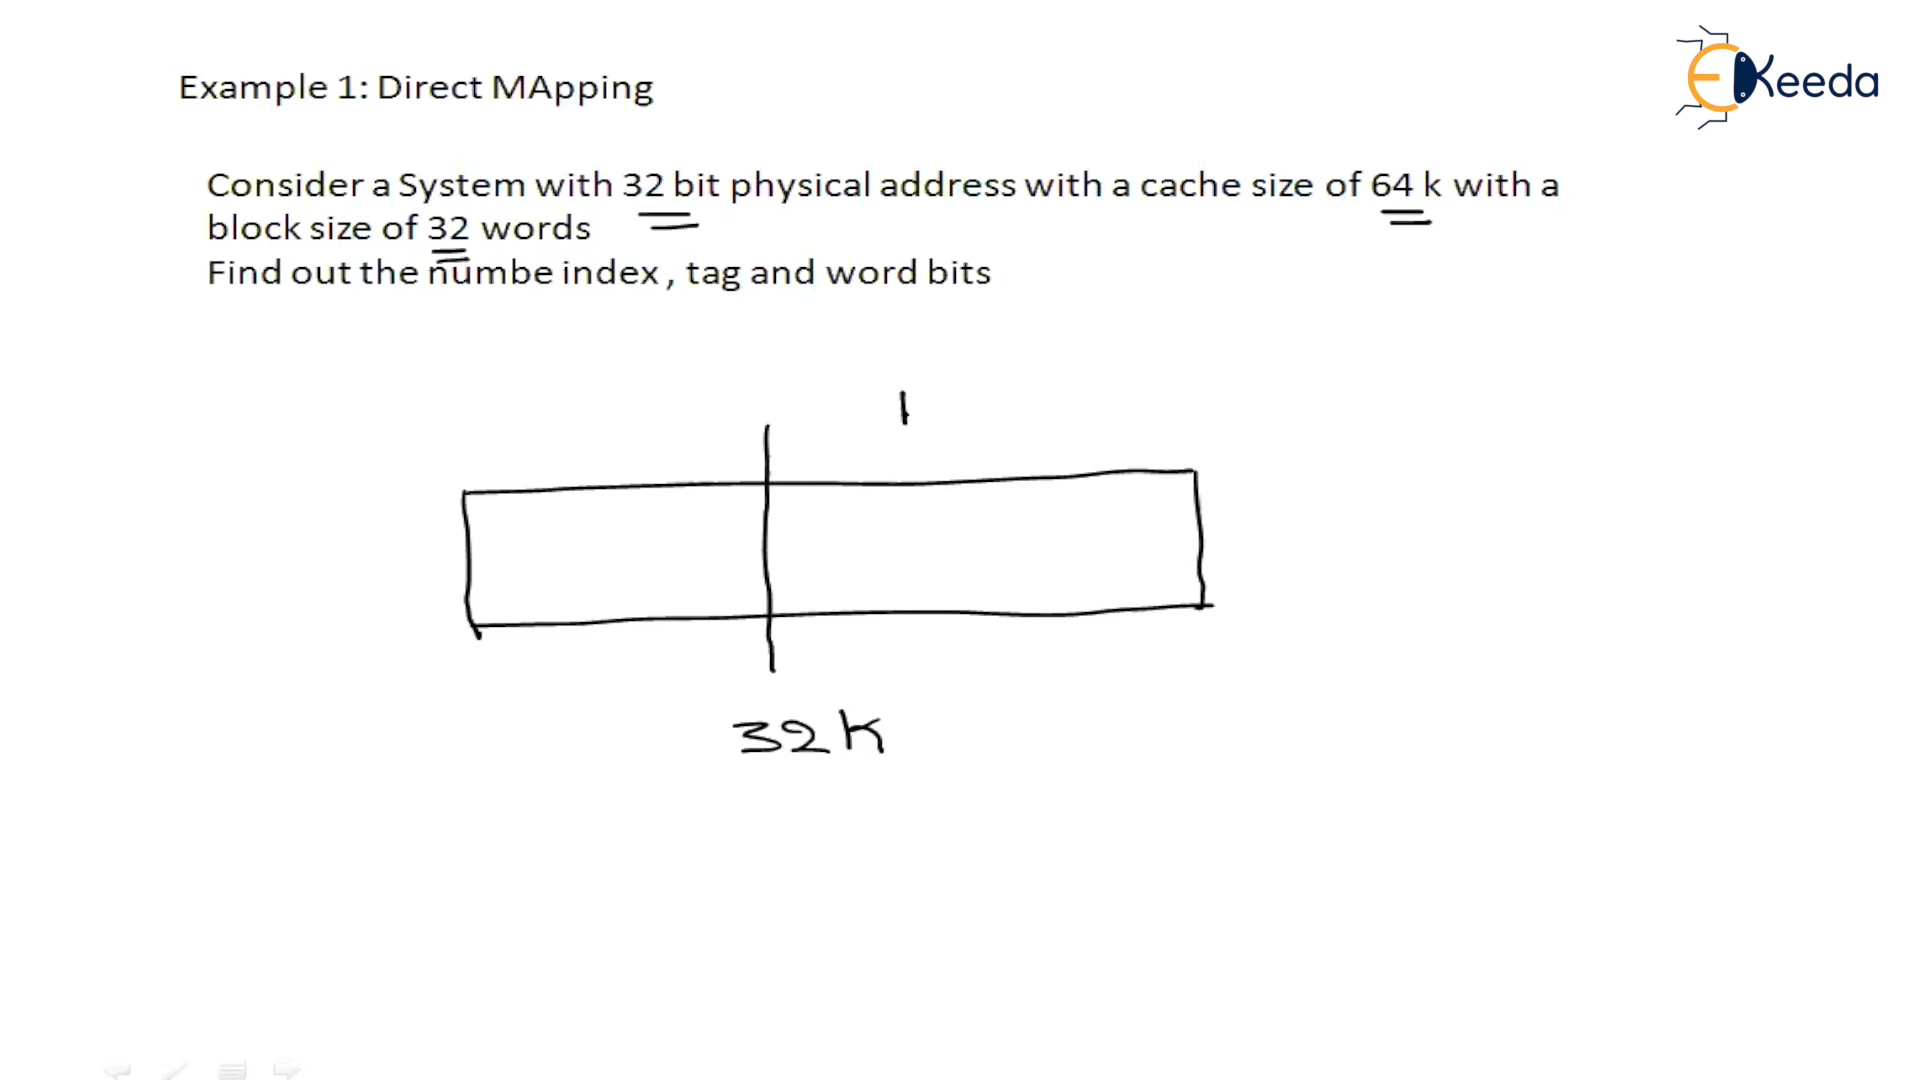 Keeda
Example 1: Direct MApping
Consider a System with 32 bit physical address with a cache size of 64 k with a
block size of 32 words
Find out the numbe index , tag and word bits
32K